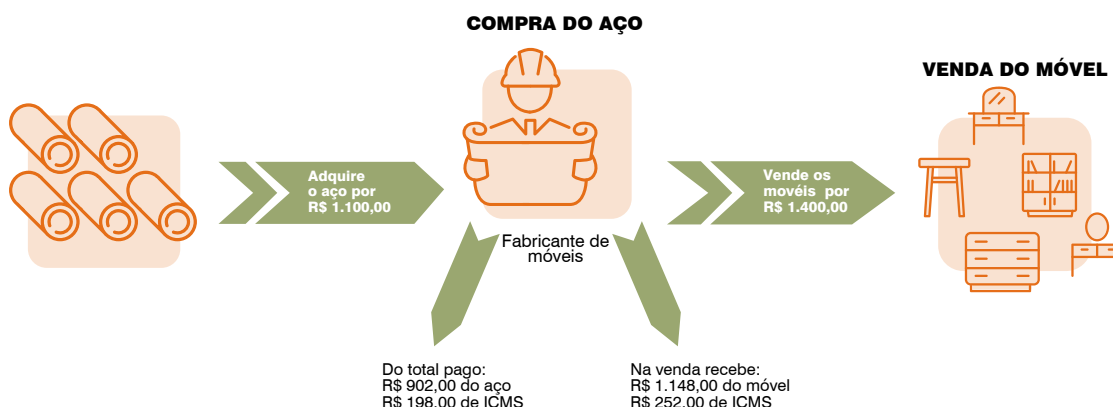 COMPRA DO AÇO
VENDA DO MÓVEL
Adquire
o aço por
R$ 1.100,00
Vende os
movéis por
R$ 1.400,00
Fabricante de
móveis
Do total pago:
R$ 902,00 do aço
R$ 198,00 de ICMS
Na venda recebe:
R$ 1.148,00 do móvel
R$ 252,00 de ICMS